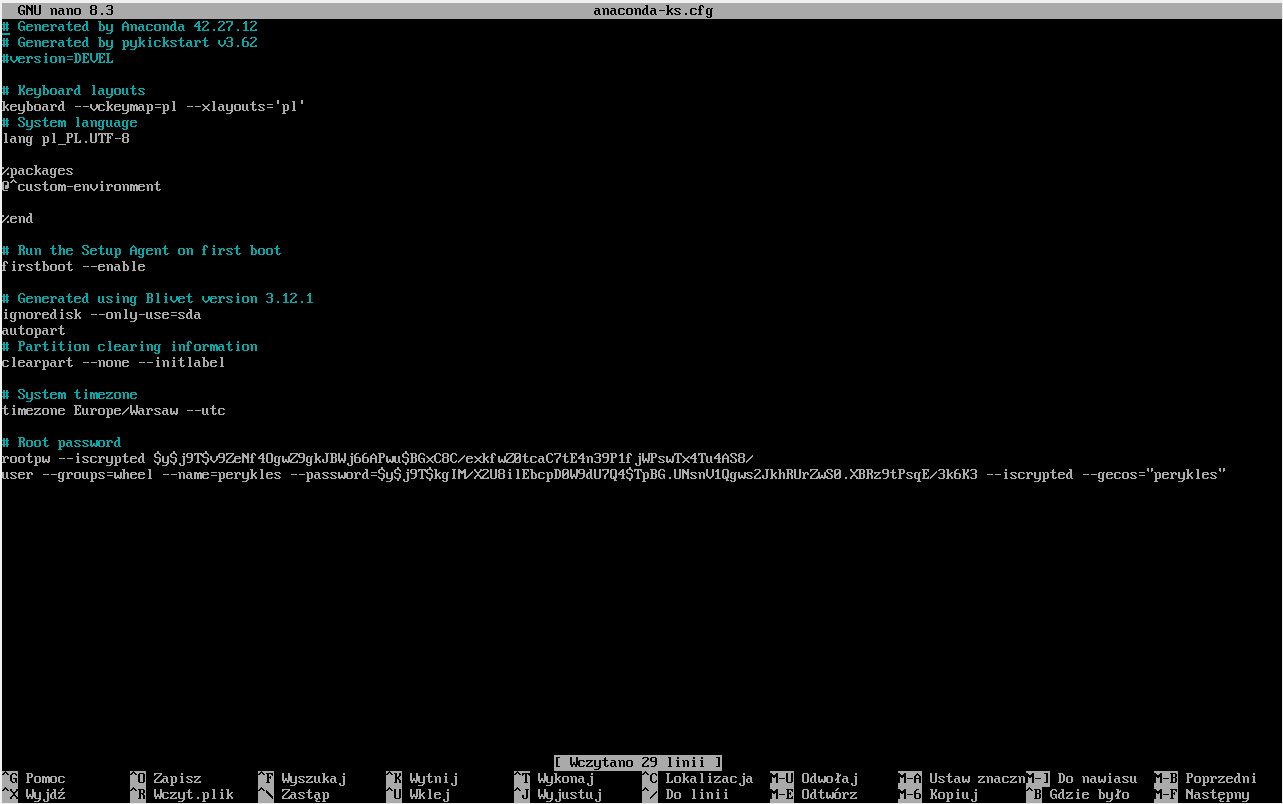 GNU nano 8.3 anaconda-ks.cfg
# Generated by Anaconda 42.27.12
# Generated by pykickstart v3.62
#version=DEVEL
# Keyboard layouts
keyboard --vckeymap=pl --xlayouts='pl'
# System language
lang pl_PL.UTF-8
%packages
@^custom-environment
%end
# Run the Setup Agent on first boot
firstboot --enable
# Generated using Blivet version 3.12.1
ignoredisk --only-use=sda
autopart
# Partition clearing information
clearpart --none --initlabel
# System timezone
timezone Europe/Warsaw --utc
# Root password
rootpw --iscrypted $y$j9T$v9ZeNf4OgwZ9gkJBWj66APwu$BGxC8C/exkfwZ0tcaC7tE4n39P1fjWPswTx4Tu4AS8/
user --groups=wheel --name=perykles --password=$y$j9T$kgIM/XZU8ilEbcpD0W9dU7Q4$TpBG.UNsnV1Qgws2JkhRUrZwS0.XBRz9tPsqE/3k6K3 --iscrypted --gecos="perykles"
[ Wczytano 29 linii ]
^G Pomoc ^O Zapisz ^F Wyszukaj ^K Wytnij ^T Wykonaj ^C Lokalizacja M-U Odwołaj M-A Ustaw znaczn M-] Do nawiasu M-B Poprzedni
^X Wyjdź ^R Wczyt.plik ^\ Zastąp ^U Wklej ^J Wyjustuj ^/ Do linii M-E Odtwórz M-6 Kopiuj ^B Gdzie było M-F Następny